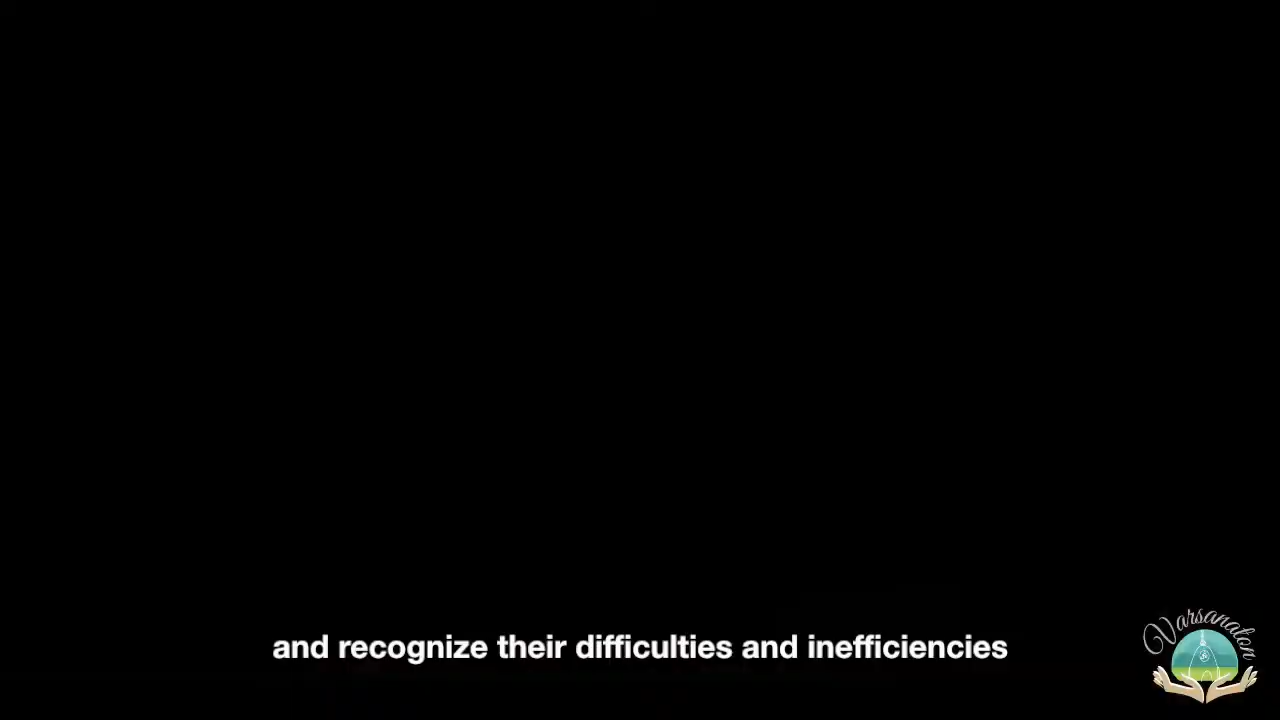 and recognize their difficulties and inefficiencies
Varsanaton